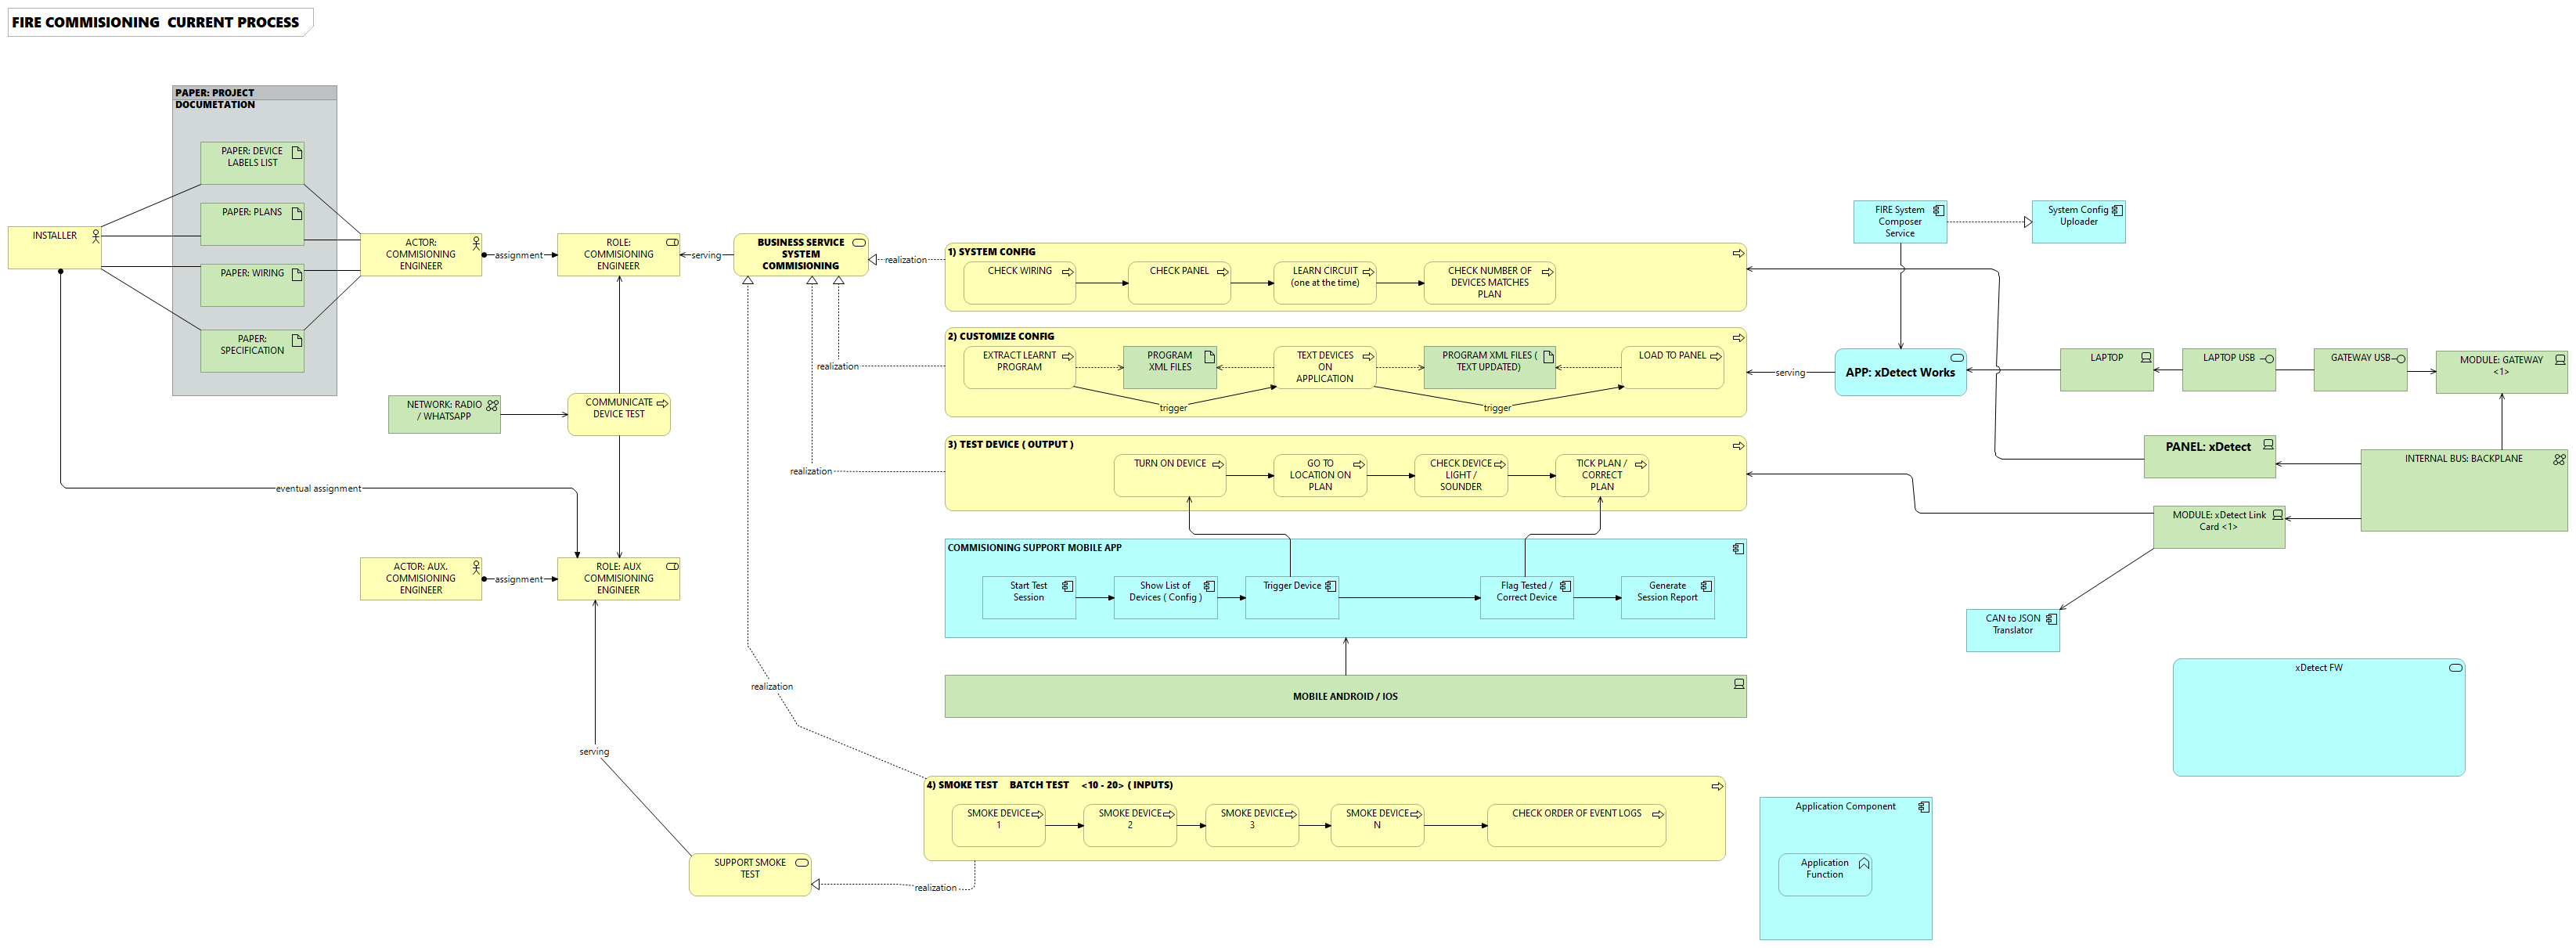 FIRE COMMISIONING  CURRENT PROCESS
PAPER: PROJECT
DOCUMETATION
PAPER: DEVICE
LABELS LIST
PAPER: PLANS
PAPER: WIRING
PAPER:
SPECIFICATION
INSTALLER
ACTOR:
COMMISIONING
ENGINEER
assignment
ROLE:
COMMISIONING
ENGINEER
serving
BUSINESS SERVICE
SYSTEM
COMMISIONING
realization
1) SYSTEM CONFIG
CHECK WIRING
CHECK PANEL
LEARN CIRCUIT
(one at the time)
CHECK NUMBER OF
DEVICES MATCHES
PLAN
realization
2) CUSTOMIZE CONFIG
EXTRACT LEARNT
PROGRAM
PROGRAM
XML FILES
TEXT DEVICES
ON
APPLICATION
PROGRAM XML FILES (
TEXT UPDATED)
LOAD TO PANEL
trigger
trigger
serving
FIRE System
Composer
Service
System Config
Uploader
APP: xDetect Works
LAPTOP
LAPTOP USB
GATEWAY USB
MODULE: GATEWAY
<1>
NETWORK: RADIO
/ WHATSAPP
COMMUNICATE
DEVICE TEST
realization
3) TEST DEVICE ( OUTPUT )
TURN ON DEVICE
GO TO
LOCATION ON
PLAN
CHECK DEVICE
LIGHT /
SOUNDER
TICK PLAN /
CORRECT
PLAN
PANEL: xDetect
INTERNAL BUS: BACKPLANE
MODULE: xDetect Link
Card <1>
eventual assignment
ACTOR: AUX.
COMMISIONING
ENGINEER
assignment
ROLE: AUX
COMMISIONING
ENGINEER
COMMISIONING SUPPORT MOBILE APP
Start Test
Session
Show List of
Devices ( Config )
Trigger Device
Flag Tested /
Correct Device
Generate
Session Report
CAN to JSON
Translator
xDetect FW
realization
MOBILE ANDROID / IOS
serving
4) SMOKE TEST    BATCH TEST    <10 - 20> ( INPUTS)
SMOKE DEVICE
1
SMOKE DEVICE
2
SMOKE DEVICE
3
SMOKE DEVICE
N
CHECK ORDER OF EVENT LOGS
SUPPORT SMOKE
TEST
realization
Application Component
Application
Function